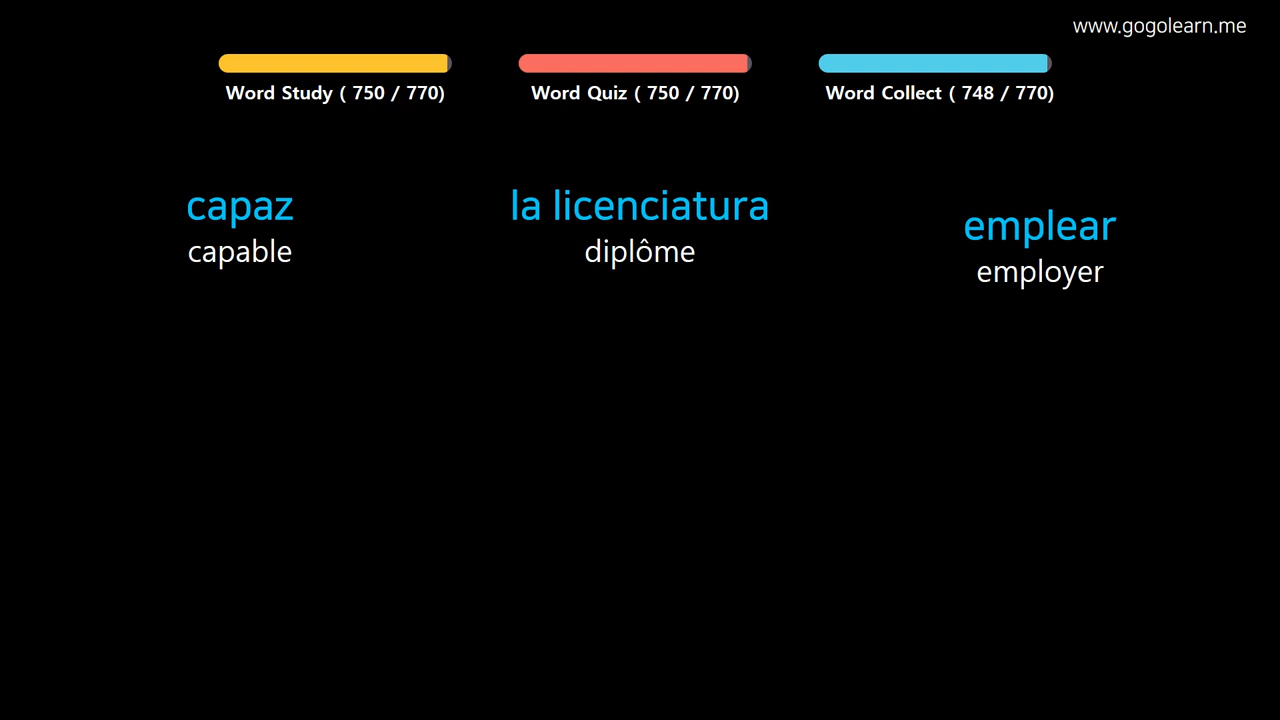 www.gogolearn.me
Word Study ( 750 / 770)
Word Quiz ( 750 / 770)
Word Collect ( 748 / 770)
capaz
capable
la licenciatura
diplôme
emplear
employer